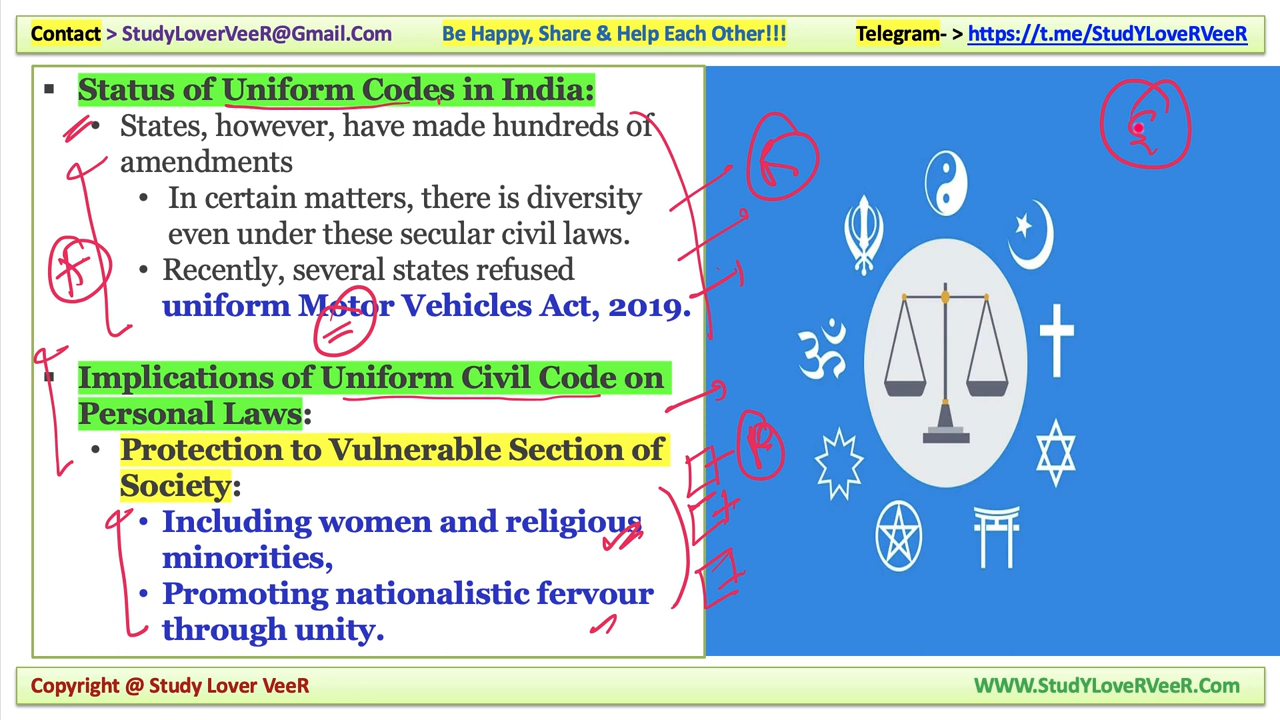 Contact > StudyLoverVeeR@Gmail.Com Be Happy, Share & Help Each Other!!! Telegram- > https://t.me/StudYLoveRVeeR
▪ Status of Uniform Codes in India:
• States, however, have made hundreds of
amendments
• In certain matters, there is diversity
even under these secular civil laws.
• Recently, several states refused
uniform Motor Vehicles Act, 2019.
▪ Implications of Uniform Civil Code on
Personal Laws:
• Protection to Vulnerable Section of
Society:
• Including women and religious
minorities,
• Promoting nationalistic fervour
through unity.
Copyright @ Study Lover VeeR WWW.StudYLoveRVeeR.Com